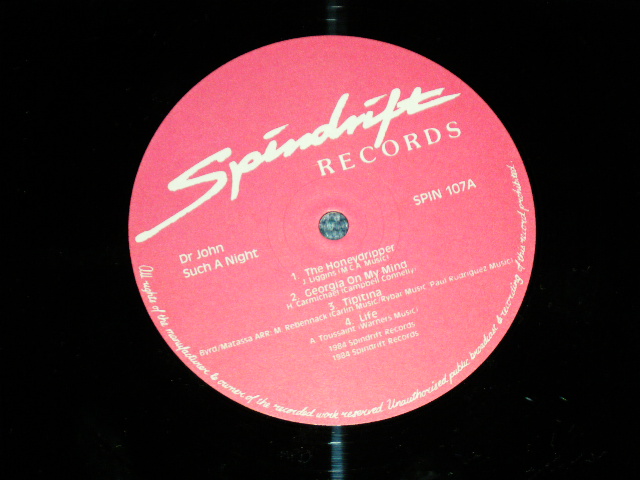 Spindrift
RECORDS
SPIN 107A
Dr John
Such A Night
1. The Honeydripper
J. Liggins (M.C.A. Music)
2. Georgia On My Mind
H. Carmichael (Campbell Connelly)
3. Tipitina
Byrd/Matassa ARR: M. Rebennack (Carlin Music/Rybar Music/Paul Rodriguez Music)
4. Life
A. Toussaint (Warners Music)
1984 Spindrift Records
1984 Spindrift Records
All rights of the manufacturer & owner of the recorded work reserved. Unauthorised public broadcast & recording of this record prohibited.